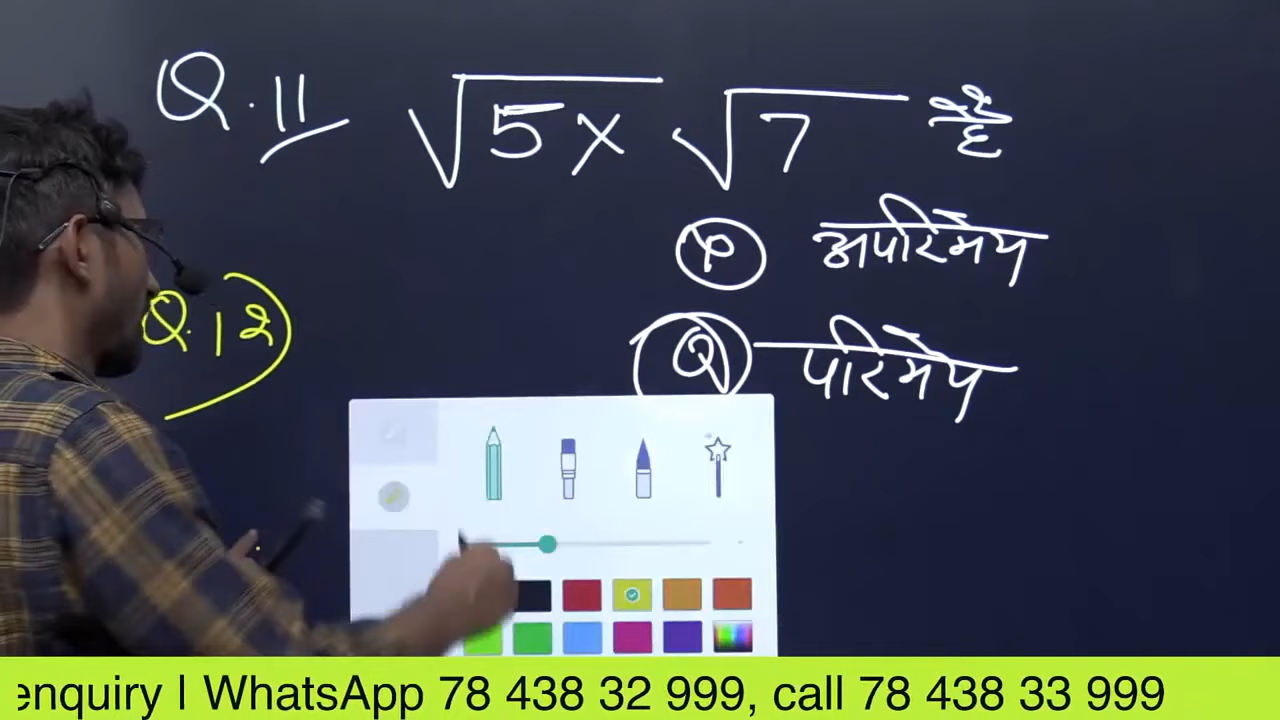 Q.11 √5 × √7 है
P अपरिमेय
Q परिमेय
Q.12
enquiry | WhatsApp 78 438 32 999, call 78 438 33 999